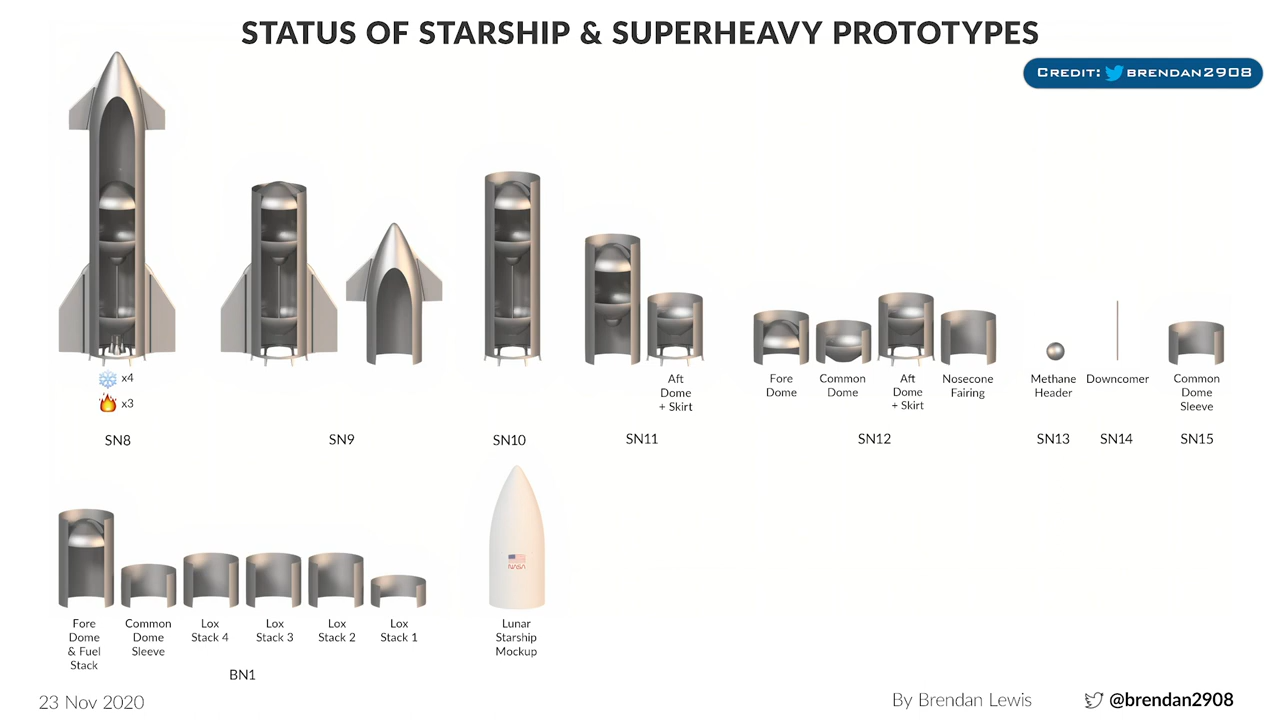 STATUS OF STARSHIP & SUPERHEAVY PROTOTYPES
CREDIT: BRENDAN2908
x4
x3
SN8
SN9
SN10
Aft
Dome
+ Skirt
SN11
Fore
Dome
Common
Dome
Aft
Dome
+ Skirt
Nosecone
Fairing
SN12
Methane
Header
SN13
Downcomer
SN14
Common
Dome
Sleeve
SN15
Fore
Dome
& Fuel
Stack
Common
Dome
Sleeve
Lox
Stack 4
Lox
Stack 3
Lox
Stack 2
Lox
Stack 1
BN1
NASA
Lunar
Starship
Mockup
23 Nov 2020
By Brendan Lewis
@brendan2908